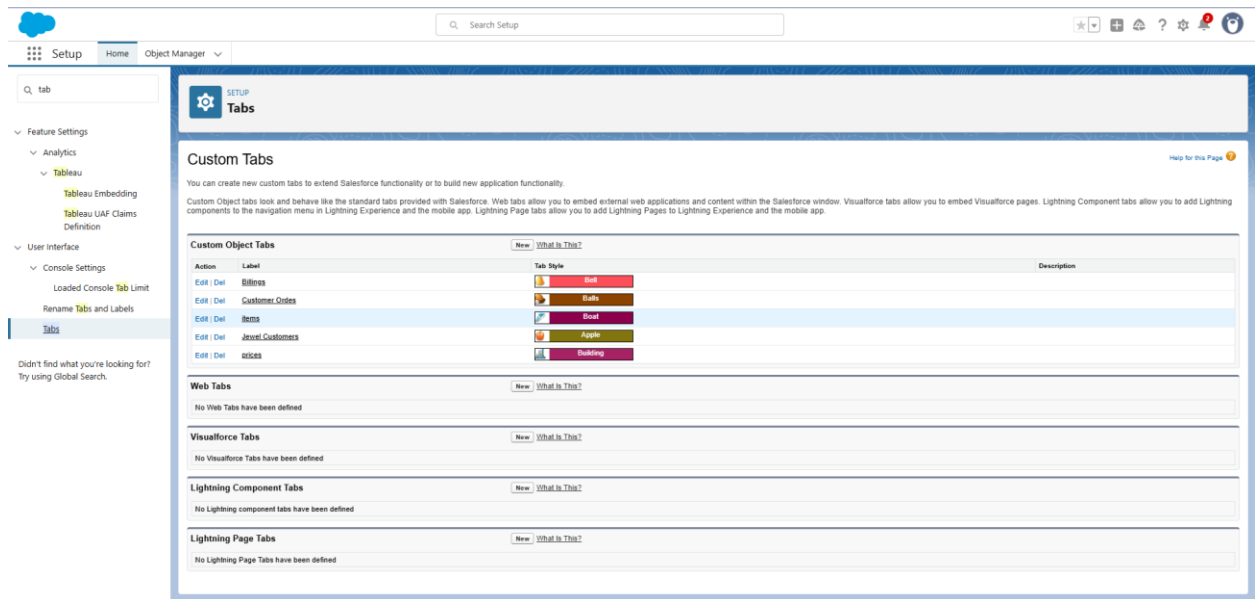 Search Setup
2
Setup
Home
Object Manager
tab
Feature Settings
Analytics
Tableau
Tableau Embedding
Tableau UAF Claims
Definition
User Interface
Console Settings
Loaded Console Tab Limit
Rename Tabs and Labels
Tabs
Didn't find what you're looking for?
Try using Global Search.
SETUP
Tabs
Custom Tabs
Help for this Page
You can create new custom tabs to extend Salesforce functionality or to build new application functionality.
Custom Object tabs look and behave like the standard tabs provided with Salesforce. Web tabs allow you to embed external web applications and content within the Salesforce window. Visualforce tabs allow you to embed Visualforce pages. Lightning Component tabs allow you to add Lightning
components to the navigation menu in Lightning Experience and the mobile app. Lightning Page tabs allow you to add Lightning Pages to Lightning Experience and the mobile app.
Custom Object Tabs New What Is This?
Action Label Tab Style Description
Edit | Del Billings Bell
Edit | Del Customer Ordes Balls
Edit | Del items Boat
Edit | Del Jewel Customers Apple
Edit | Del prices Building
Web Tabs New What Is This?
No Web Tabs have been defined
Visualforce Tabs New What Is This?
No Visualforce Tabs have been defined
Lightning Component Tabs New What Is This?
No Lightning component tabs have been defined
Lightning Page Tabs New What Is This?
No Lightning Page Tabs have been defined